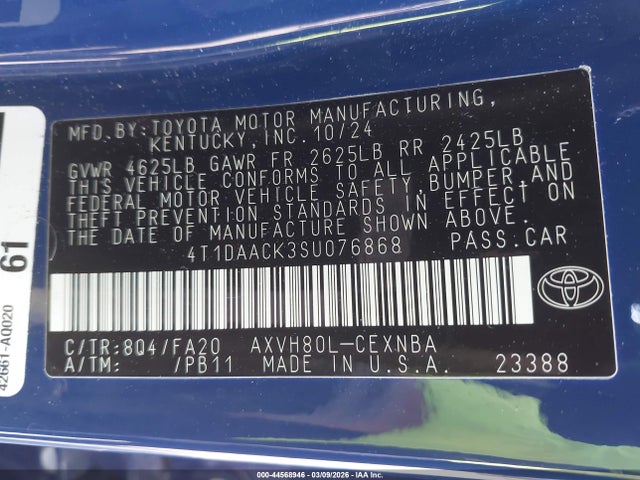 MFD.BY:TOYOTA MOTOR MANUFACTURING,
KENTUCKY,INC. 10/24
GVWR 4625LB GAWR FR 2625LB RR 2425LB
THIS VEHICLE CONFORMS TO ALL APPLICABLE
FEDERAL MOTOR VEHICLE SAFETY,BUMPER,AND
THEFT PREVENTION STANDARDS IN EFFECT ON
THE DATE OF MANUFACTURE SHOWN ABOVE.
4T1DAACK3SU076868 PASS.CAR
C/TR:8Q4/FA20 AXVH80L-CEXNBA
A/TM: /PB11 MADE IN U.S.A. 23388
61
42661-AQ020
000-44568946 - 03/09/2026 - IAA Corp.